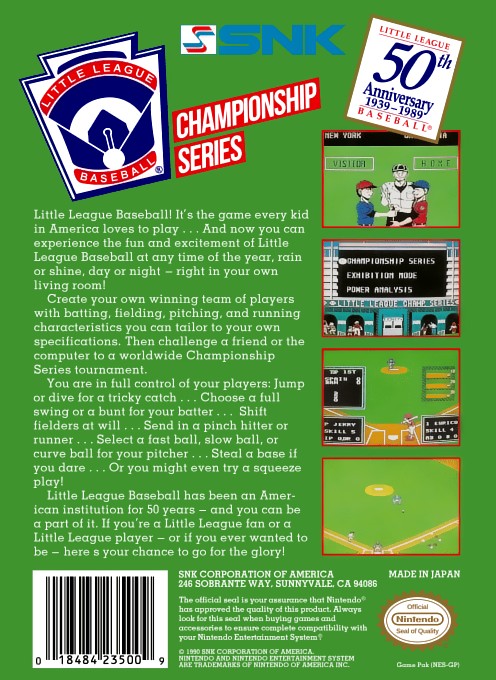 SNK
LITTLE LEAGUE
50th
Anniversary
1939-1989
BASEBALL®
LITTLE LEAGUE
BASEBALL
®
CHAMPIONSHIP
SERIES
NEW YORK
VISITOR
HOME
CHAMPIONSHIP SERIES
EXHIBITION MODE
POWER ANALYSIS
LITTLE LEAGUE CHAMP SERIES
TOP 1ST
P JERRY
SKILL 5
SKILL 4
Little League Baseball! It's the game every kid
in America loves to play . . . And now you can
experience the fun and excitement of Little
League Baseball at any time of the year, rain
or shine, day or night – right in your own
living room!
Create your own winning team of players
with batting, fielding, pitching, and running
characteristics you can tailor to your own
specifications. Then challenge a friend or the
computer to a worldwide Championship
Series tournament.
You are in full control of your players: Jump
or dive for a tricky catch . . . Choose a full
swing or a bunt for your batter . . . Shift
fielders at will . . . Send in a pinch hitter or
runner . . . Select a fast ball, slow ball, or
curve ball for your pitcher . . . Steal a base if
you dare . . . Or you might even try a squeeze
play!
Little League Baseball has been an Amer-
ican institution for 50 years – and you can be
a part of it. If you're a Little League fan or a
Little League player – or if you ever wanted to
be – here s your chance to go for the glory!
SNK CORPORATION OF AMERICA
246 SOBRANTE WAY, SUNNYVALE, CA 94086
MADE IN JAPAN
The official seal is your assurance that Nintendo®
has approved the quality of this product. Always
look for this seal when buying games and
accessories to ensure complete compatibility with
your Nintendo Entertainment System®
© 1990 SNK CORPORATION OF AMERICA.
NINTENDO AND NINTENDO ENTERTAINMENT SYSTEM
ARE TRADEMARKS OF NINTENDO OF AMERICA INC.
Official
Nintendo
Seal of Quality
Game Pak (NES-GP)
0 18484 23500 9